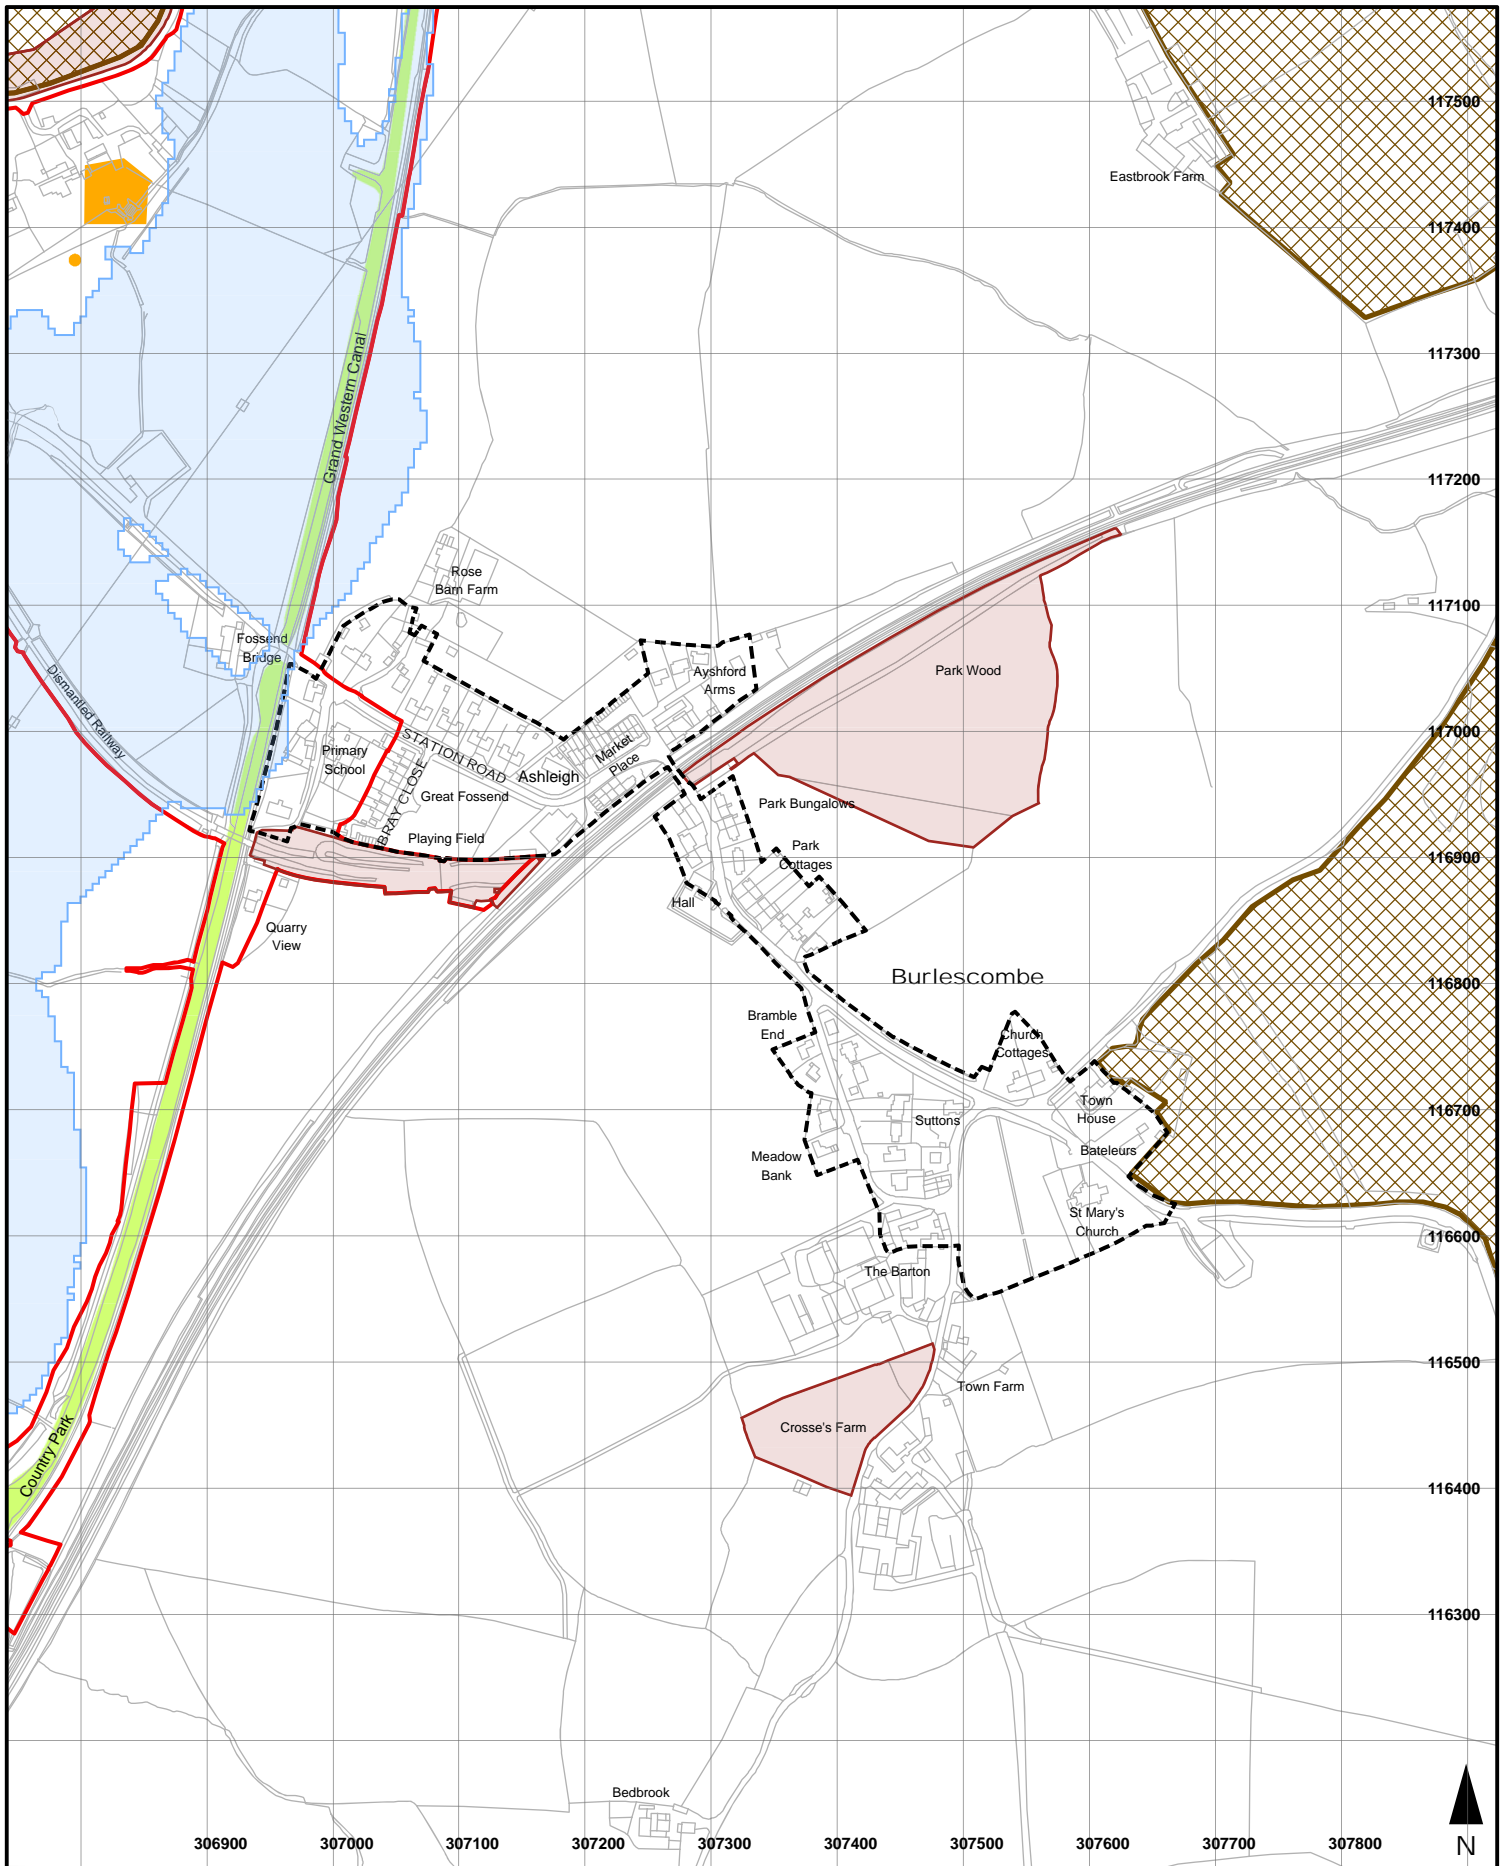 117500
Eastbrook Farm
117400
Grand Western Canal
117300
117200
Rose
Barn Farm
117100
Fossend
Bridge
Ayshford
Arms
Park Wood
Dismantled Railway
117000
STATION ROAD
Market
Place
Primary
School
Ashleigh
BRAY CLOSE
Great Fossend
Park Bungalows
Playing Field
Park
Cottages
116900
Hall
Quarry
View
Burlescombe
116800
Bramble
End
Church
Cottages
Town
House
116700
Suttons
Bateleurs
Meadow
Bank
St Mary's
Church
116600
The Barton
116500
Town Farm
Crosse's Farm
Country Park
116400
116300
Bedbrook
306900
307000
307100
307200
307300
307400
307500
307600
307700
307800
N